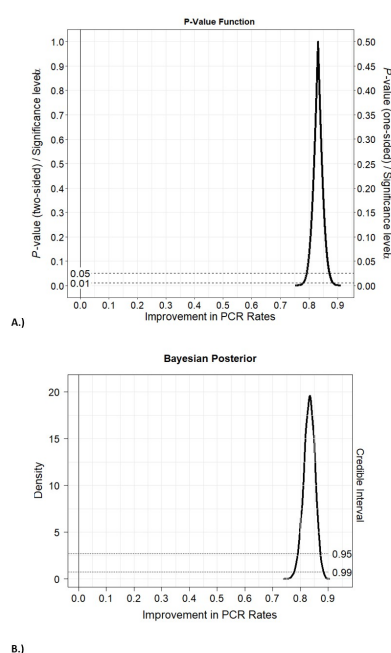 P-Value Function
P-value (two-sided) / Significance level α
1.0
0.9
0.8
0.7
0.6
0.5
0.4
0.3
0.2
0.1
0.0
0.50
0.45
0.40
0.35
0.30
0.25
0.20
0.15
0.10
0.05
0.00
P-value (one-sided) / Significance level α
0.05
0.01
0.0 0.1 0.2 0.3 0.4 0.5 0.6 0.7 0.8 0.9
Improvement in PCR Rates
A.)
Bayesian Posterior
Density
20
15
10
5
0
Credible Interval
0.95
0.99
0.0 0.1 0.2 0.3 0.4 0.5 0.6 0.7 0.8 0.9
Improvement in PCR Rates
B.)